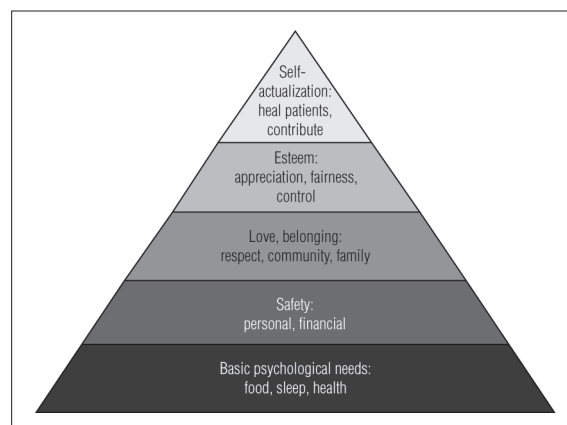 Self-
actualization:
heal patients,
contribute
Esteem:
appreciation, fairness,
control
Love, belonging:
respect, community, family
Safety:
personal, financial
Basic psychological needs:
food, sleep, health